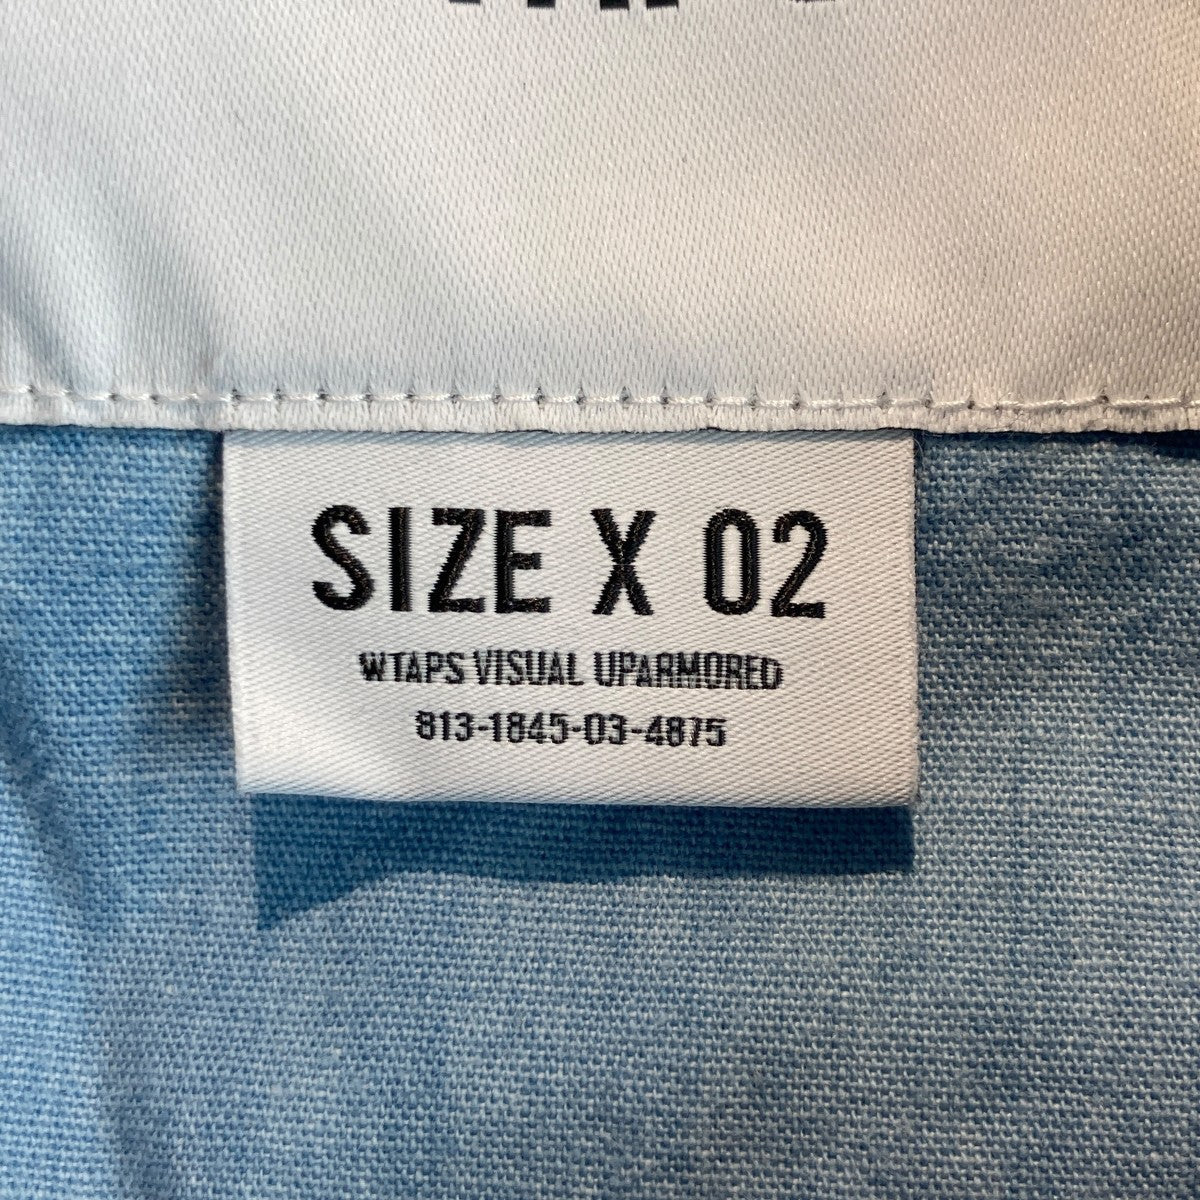 SIZE X 02
WTAPS VISUAL UPARMORED
813-1845-03-4875